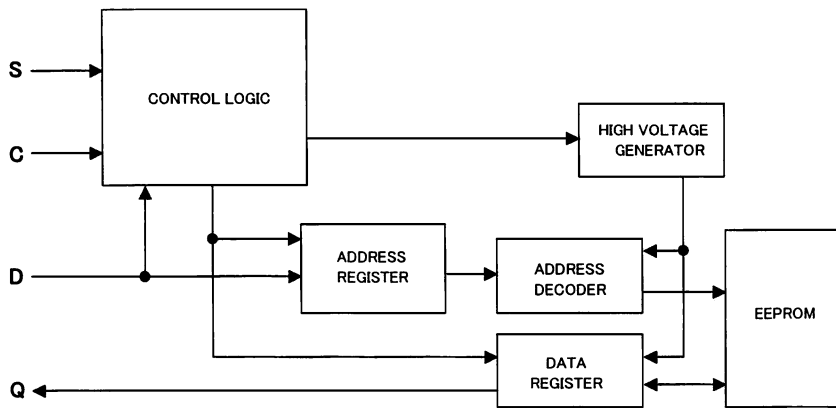 S
CONTROL LOGIC
C
HIGH VOLTAGE
GENERATOR
D
ADDRESS
REGISTER
ADDRESS
DECODER
EEPROM
DATA
REGISTER
Q